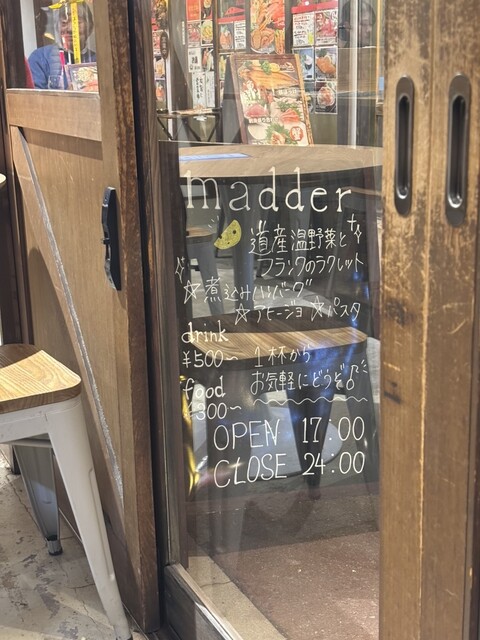 madder
道産温野菜と
フランクのラクレット
☆煮込みハンバーグ
☆アヒージョ ☆パスタ
drink
¥500～ 1杯から
food お気軽にどうぞ♪
¥300～
OPEN 17:00
CLOSE 24:00